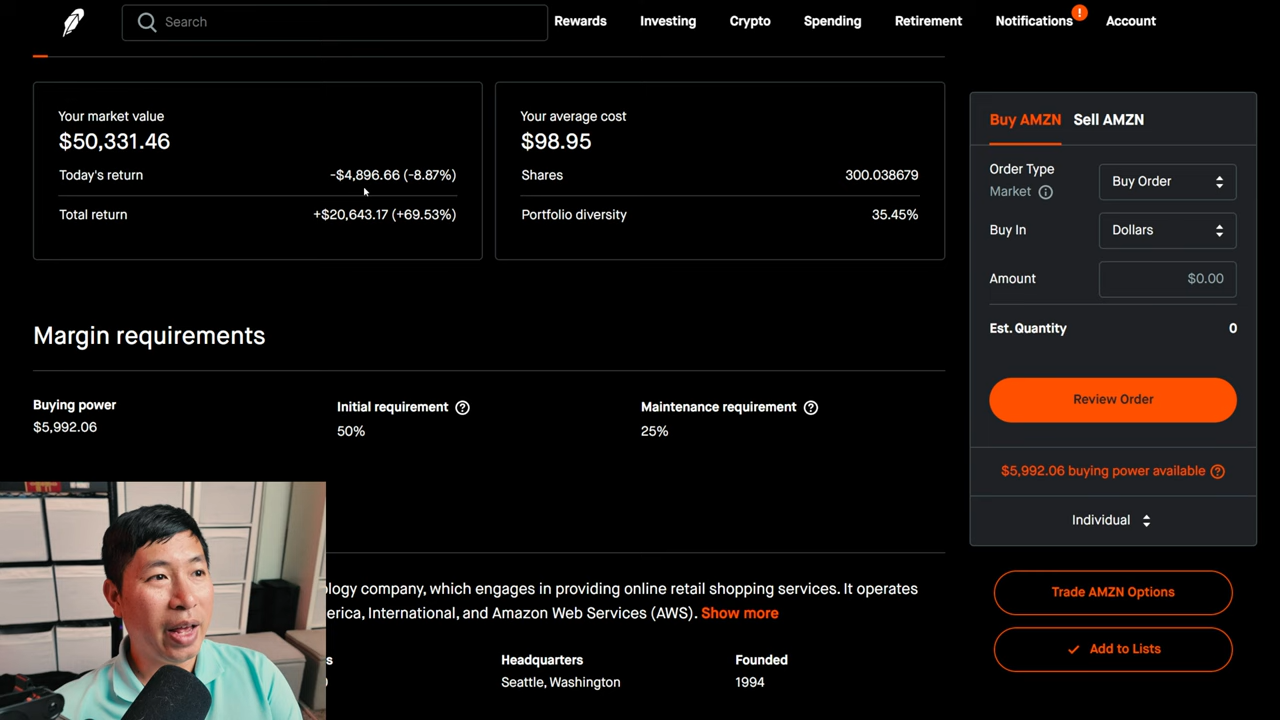 Search
Rewards
Investing
Crypto
Spending
Retirement
Notifications
!
Account
Your market value
$50,331.46
Today's return
-$4,896.66 (-8.87%)
Total return
+$20,643.17 (+69.53%)
Your average cost
$98.95
Shares
300.038679
Portfolio diversity
35.45%
Buy AMZN
Sell AMZN
Order Type
Market
Buy Order
Buy In
Dollars
Amount
$0.00
Est. Quantity
0
Review Order
$5,992.06 buying power available
Individual
Trade AMZN Options
Add to Lists
Margin requirements
Buying power
$5,992.06
Initial requirement
50%
Maintenance requirement
25%
ology company, which engages in providing online retail shopping services. It operates
erica, International, and Amazon Web Services (AWS). Show more
Headquarters
Seattle, Washington
Founded
1994